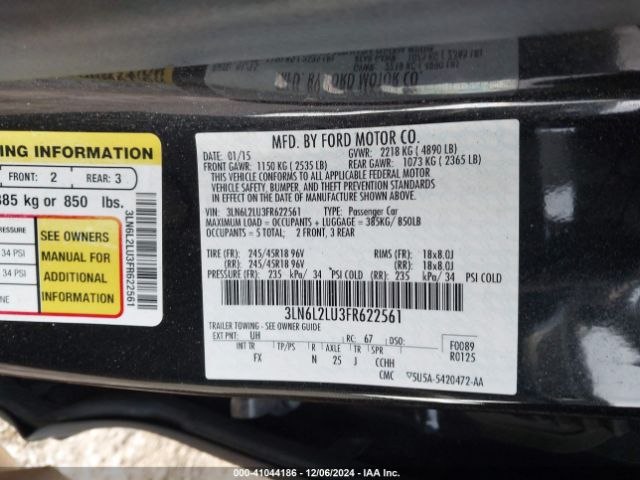 MFD. BY FORD MOTOR CO.
DATE: 01/15
GVWR: 2218 KG ( 4890 LB)
FRONT GAWR: 1150 KG ( 2535 LB)
REAR GAWR: 1073 KG ( 2365 LB)
THIS VEHICLE CONFORMS TO ALL APPLICABLE FEDERAL MOTOR
VEHICLE SAFETY, BUMPER, AND THEFT PREVENTION STANDARDS IN
EFFECT ON THE DATE OF MANUFACTURE SHOWN ABOVE.
VIN: 3LN6L2LU3FR622561 TYPE: Passenger Car
MAXIMUM LOAD = OCCUPANTS + LUGGAGE = 385KG/ 850LB
OCCUPANTS = 5 TOTAL; 2 FRONT, 3 REAR
TIRE (FR): 245/45R18 96V RIMS (FR): 18x8.0J
(RR): 245/45R18 96V (RR): 18x8.0J
PRESSURE (FR): 235 kPa/ 34 PSI COLD (RR): 235 kPa/ 34 PSI COLD
3LN6L2LU3FR622561
TRAILER TOWING - SEE OWNER GUIDE
EXT PNT: UH RC: 67 DSO:
INT TR TP/PS R AXLE TR SPR
FX N 25 J CCHH
F0089
R0125
CMC
ING INFORMATION
FRONT: 2 REAR: 3
385 kg or 850 lbs.
PRESSURE
34 PSI
34 PSI
NE
SEE OWNERS
MANUAL FOR
ADDITIONAL
INFORMATION
3LN6L2LU3FR622561
000-41044186 - 12/06/2024 - IAA Inc.